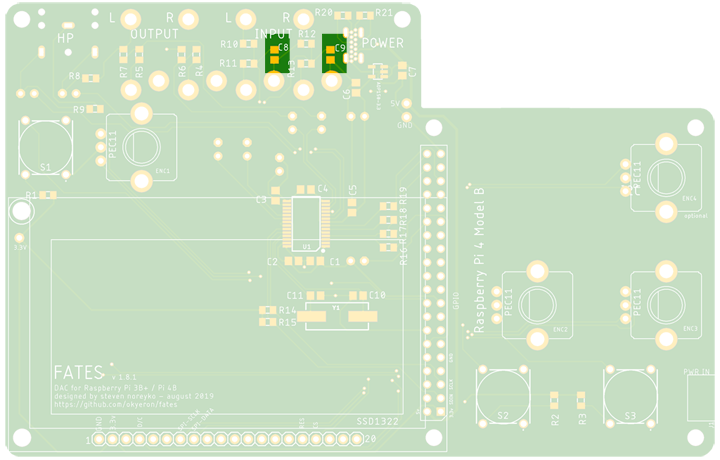 L R L R R20 R21
OUTPUT INPUT POWER
HP
R10 R12 C8 C9
R7 R5 R6 R4 R11 R13
R8 C6 C7
R9 5V
GND
S1 PEC11 ENC1
PEC11 ENC4
optional
R1 C3 C4 C5 R19
R18
R17
R16
U1
3.3V C2 C1
Raspberry Pi 4 Model B
C11 C10
Y1
R14
R15
GPIO
PEC11 ENC2
PEC11 ENC3
FATES v 1.8.1
DAC for Raspberry Pi 3B+ / Pi 4B
designed by steven noreyko – august 2019
https://github.com/okyeron/fates
PWR IN
S2 R2 R3 S3
SSD1322
1 20